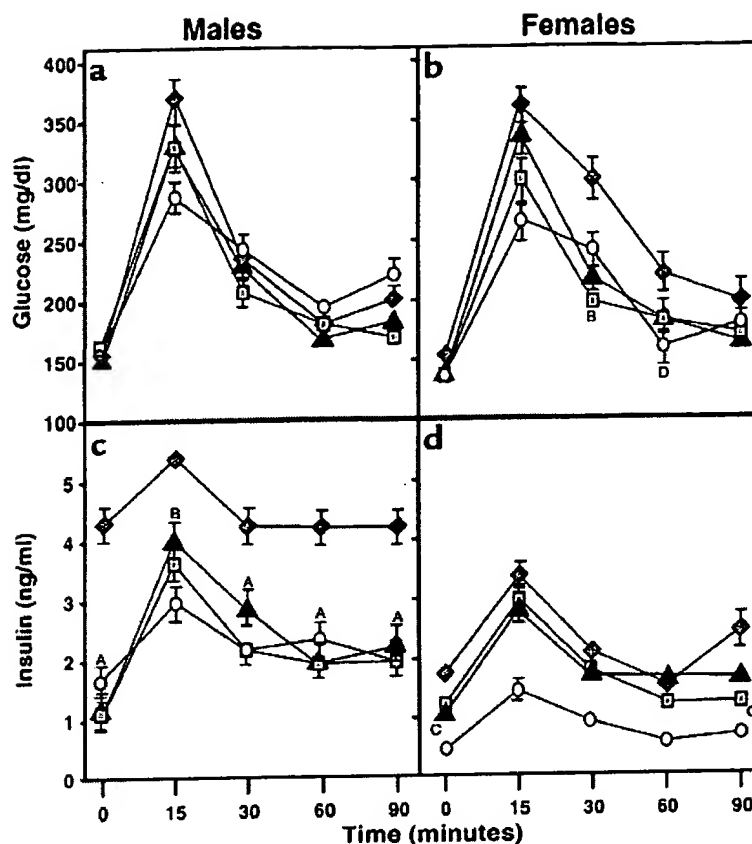 Males Females
a b
400
350
300
250
200
150
100
Glucose (mg/dl)
B
D
c d
5
4
3
2
1
0
Insulin (ng/ml)
A
B
A
A
A
C
0 15 30 60 90 0 15 30 60 90
Time (minutes)